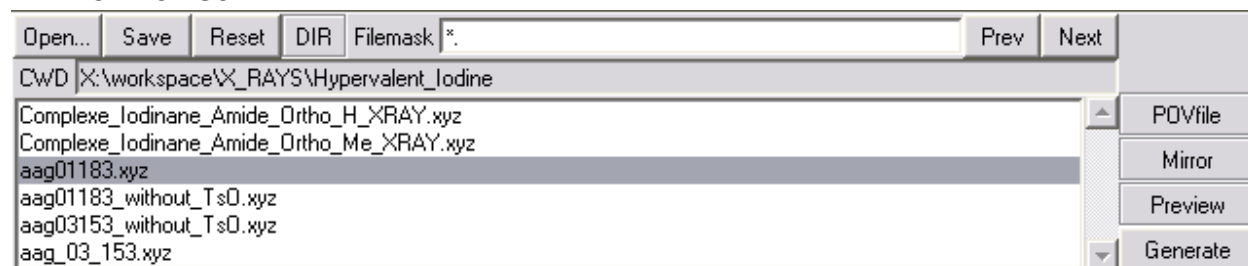 Open... Save Reset DIR Filemask *. Prev Next
CWD X:\workspace\X_RAYS\Hypervalent_Iodine
Complexe_Iodinane_Amide_Ortho_H_XRAY.xyz
Complexe_Iodinane_Amide_Ortho_Me_XRAY.xyz
aag01183.xyz
aag01183_without_TsO.xyz
aag03153_without_TsO.xyz
aag_03_153.xyz
POVfile
Mirror
Preview
Generate